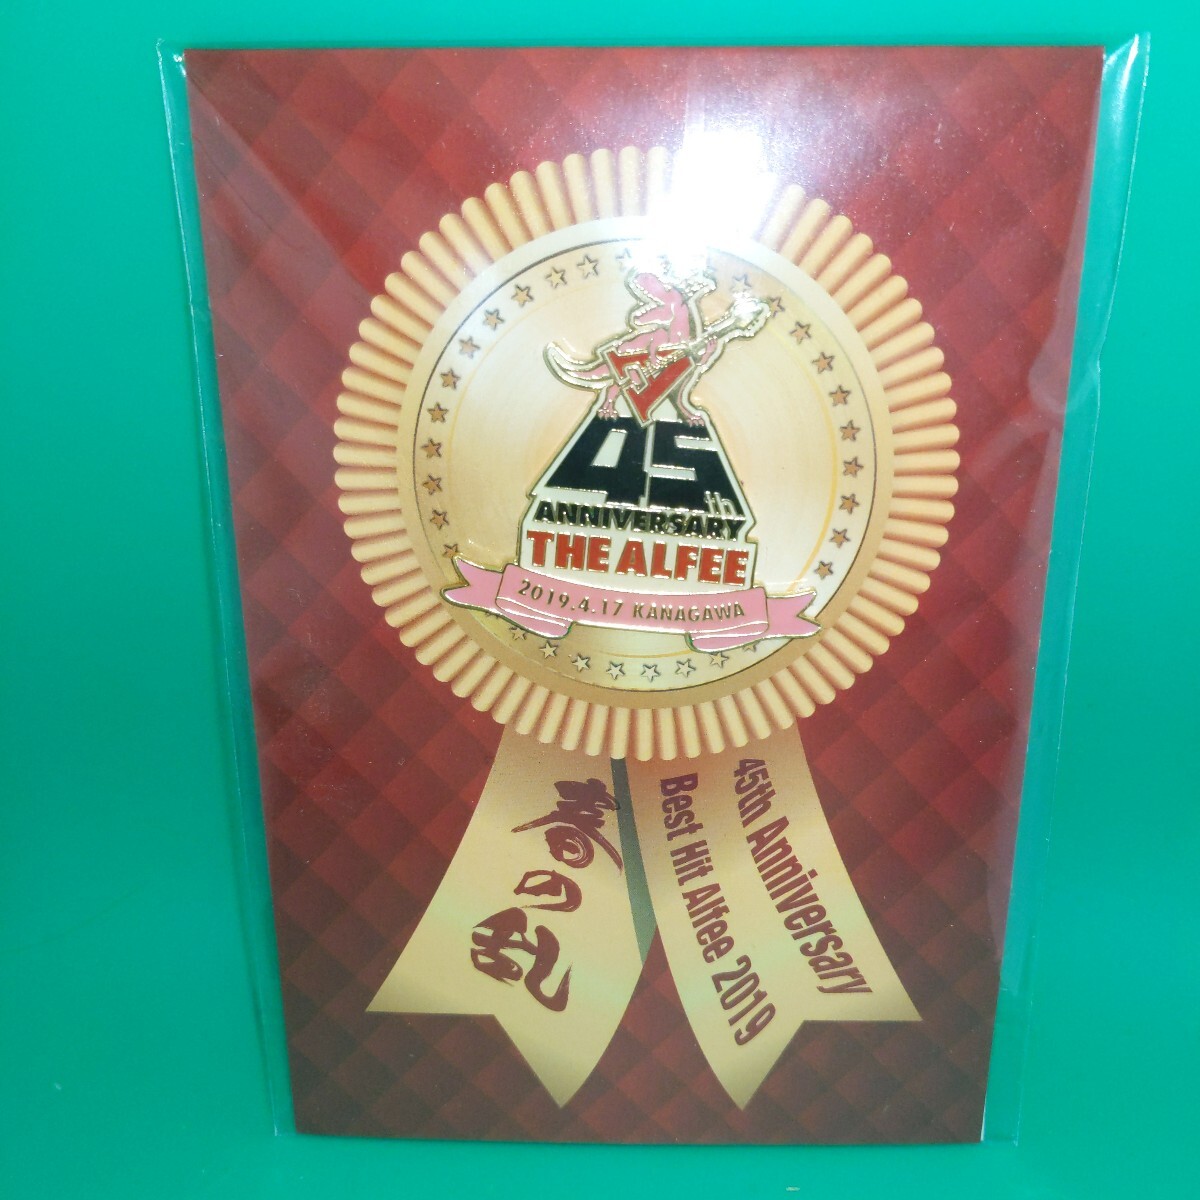 45th
ANNIVERSARY
THE ALFEE
2019.4.17 KANAGAWA
春の乱
45th Anniversary
Best Hit Alfee 2019